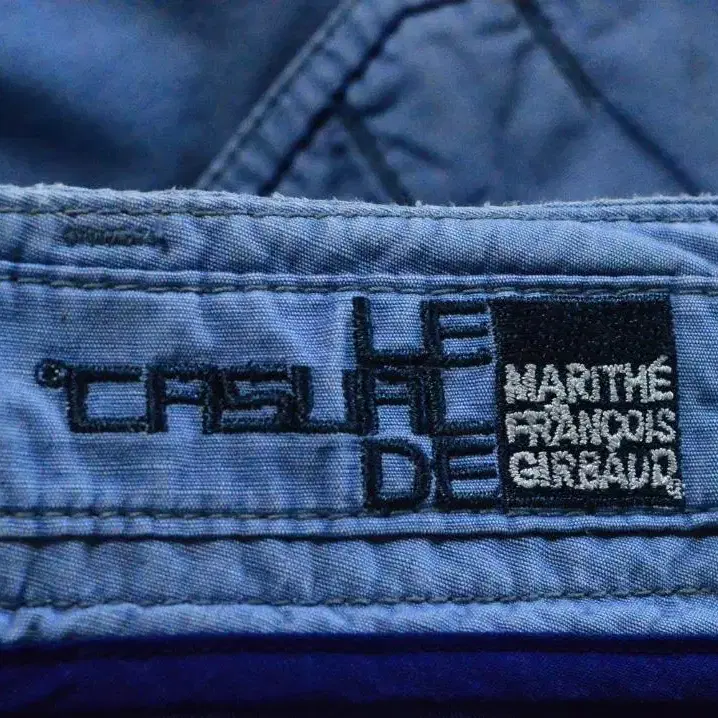 LE
CASUAL
DE
MARITHÉ
FRANÇOIS
GIRBAUD